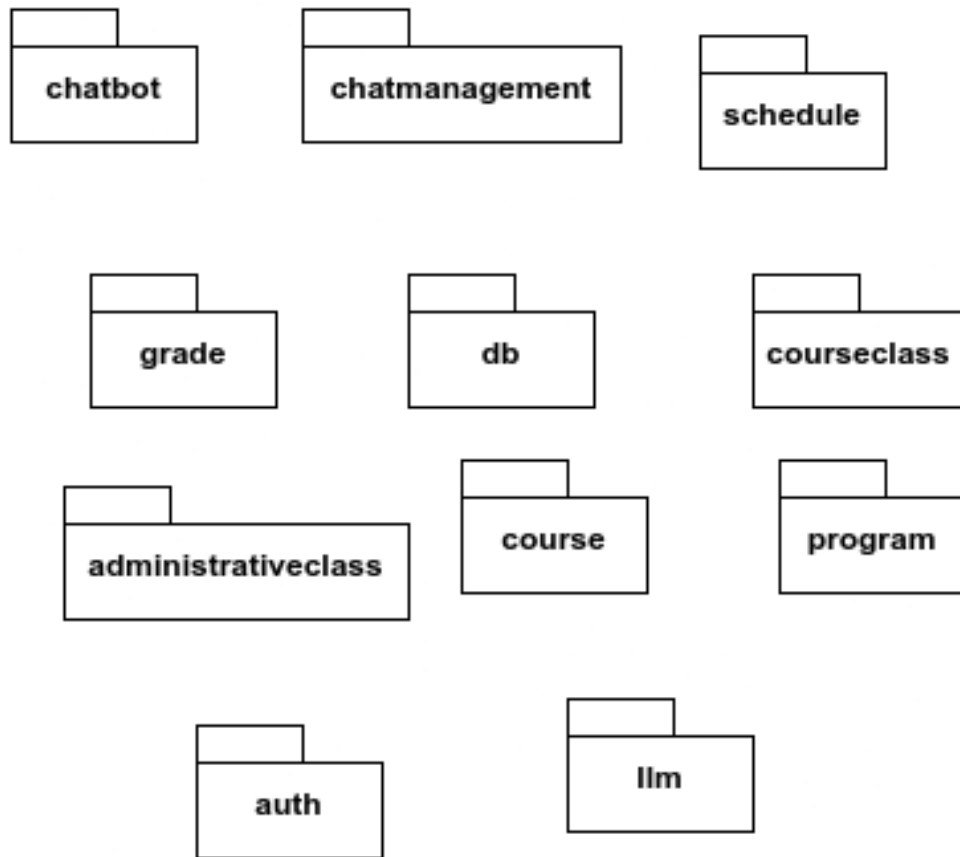 chatbot
chatmanagement
schedule
grade
db
courseclass
administrativeclass
course
program
auth
llm